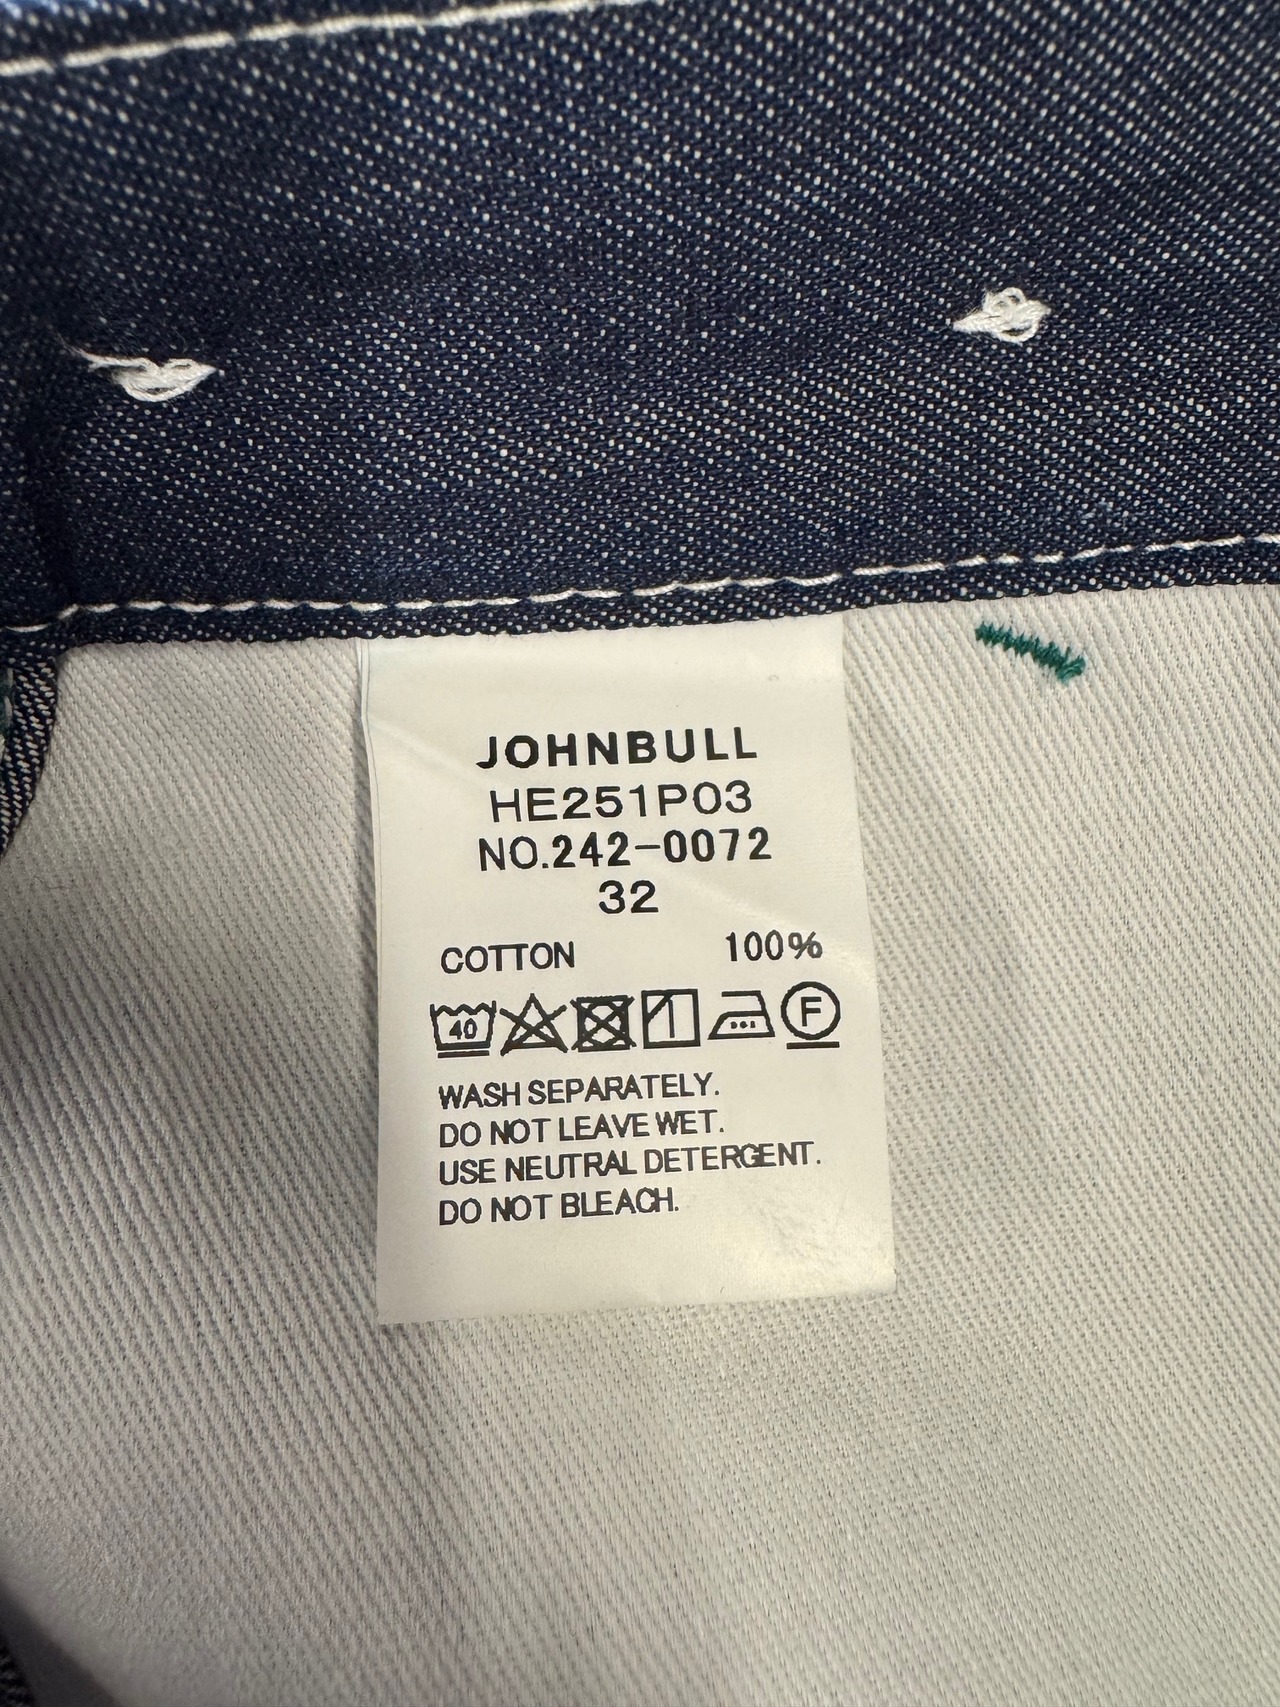 JOHNBULL
HE251P03
NO.242-0072
32
COTTON 100%
40 F
WASH SEPARATELY.
DO NOT LEAVE WET.
USE NEUTRAL DETERGENT.
DO NOT BLEACH.